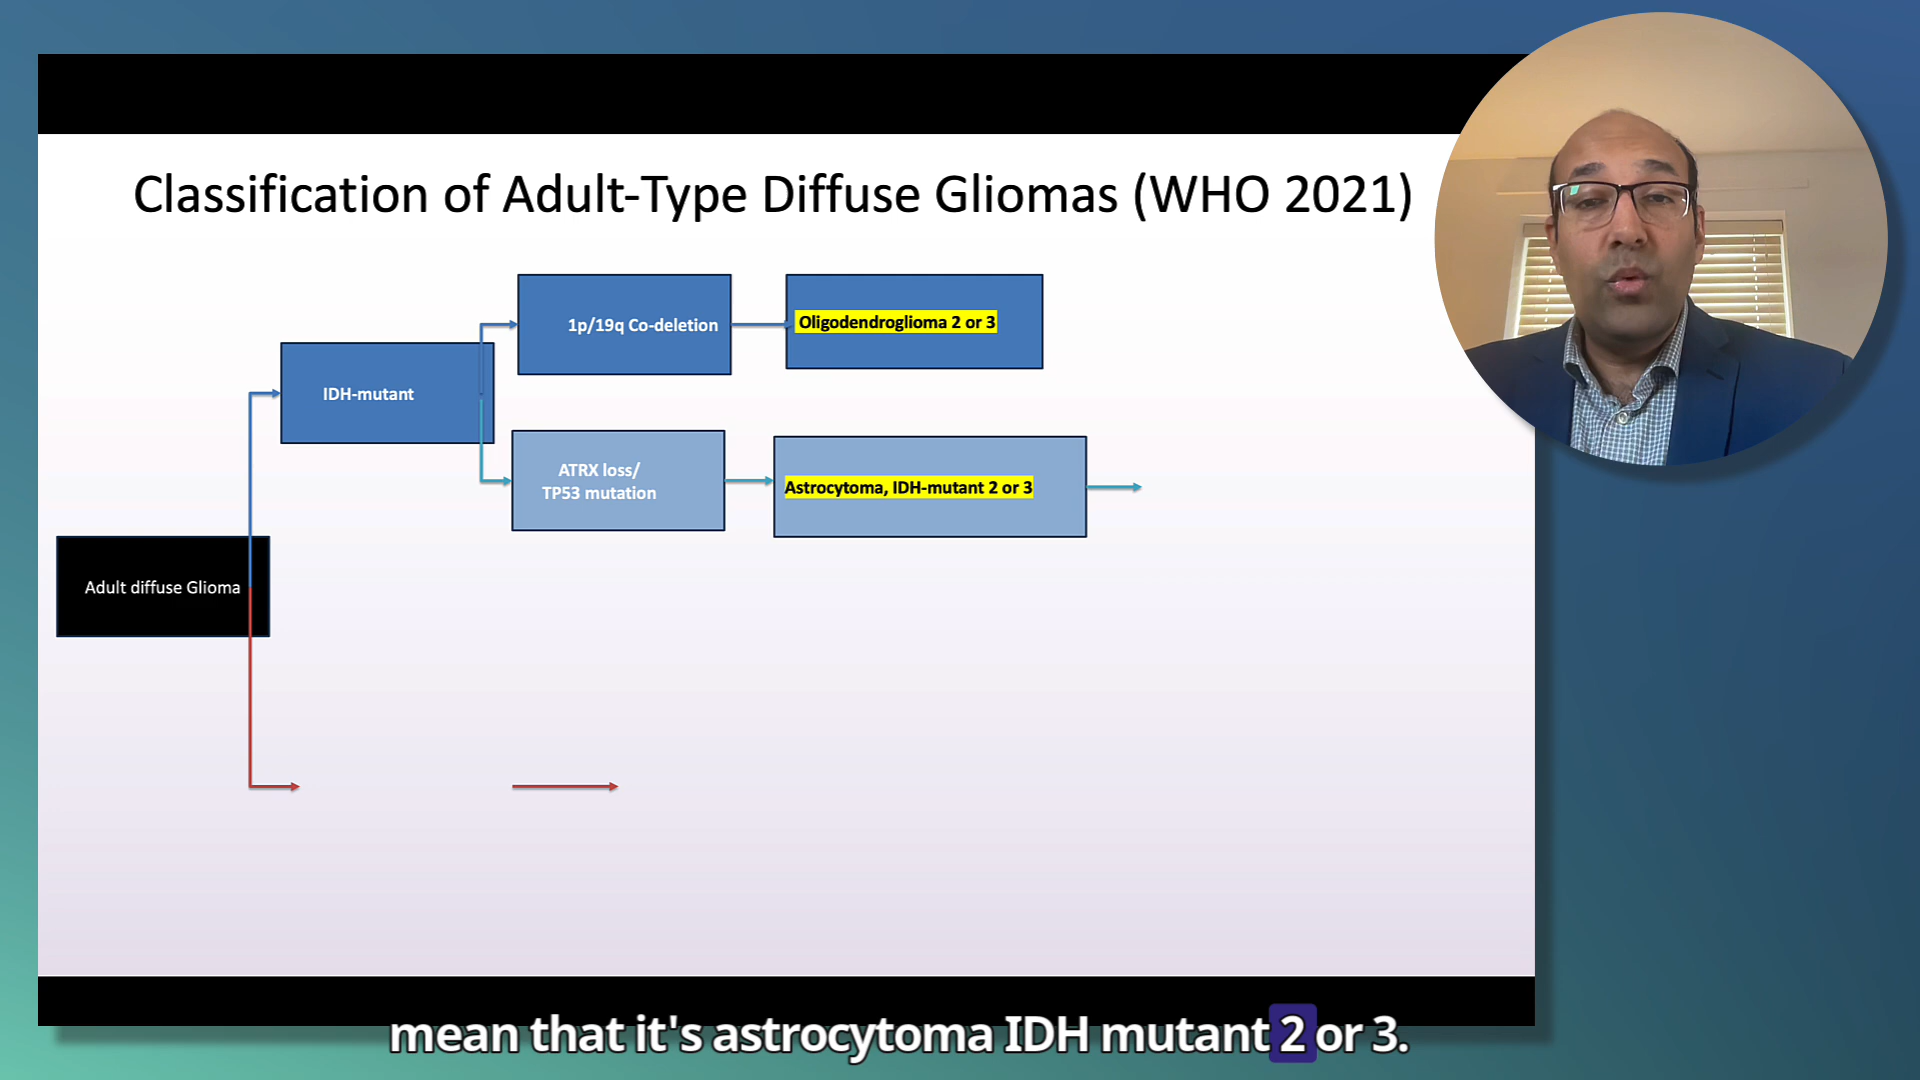 Classification of Adult-Type Diffuse Gliomas (WHO 2021)
1p/19q Co-deletion
Oligodendroglioma 2 or 3
IDH-mutant
ATRX loss/
TP53 mutation
Astrocytoma, IDH-mutant 2 or 3
Adult diffuse Glioma
mean that it's astrocytoma IDH mutant 2 or 3.